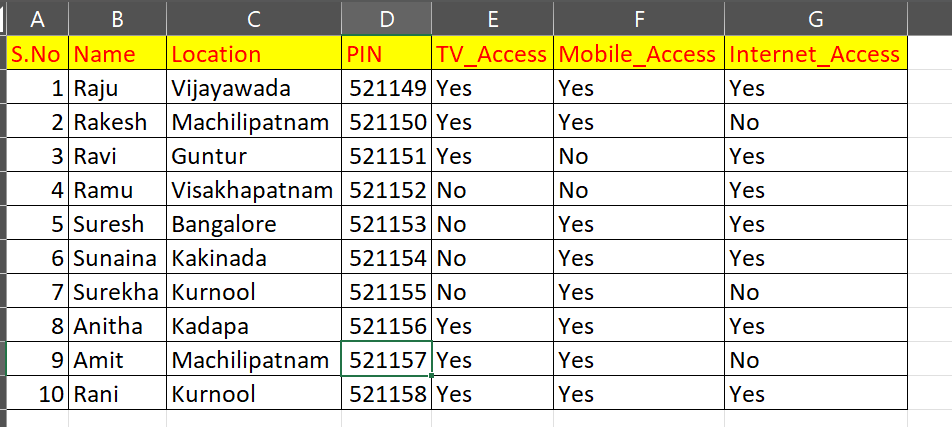 A B C D E F G
S.No Name Location PIN TV_Access Mobile_Access Internet_Access
1 Raju Vijayawada 521149 Yes Yes Yes
2 Rakesh Machilipatnam 521150 Yes Yes No
3 Ravi Guntur 521151 Yes No Yes
4 Ramu Visakhapatnam 521152 No No Yes
5 Suresh Bangalore 521153 No Yes Yes
6 Sunaina Kakinada 521154 No Yes Yes
7 Surekha Kurnool 521155 No Yes No
8 Anitha Kadapa 521156 Yes Yes Yes
9 Amit Machilipatnam 521157 Yes Yes No
10 Rani Kurnool 521158 Yes Yes Yes